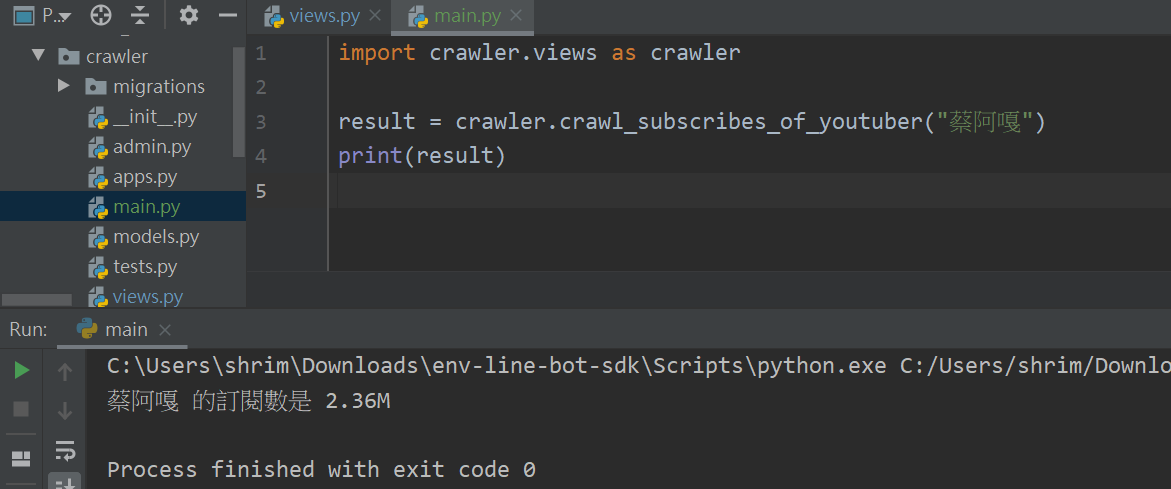 P...
views.py
main.py
crawler
migrations
__init__.py
admin.py
apps.py
main.py
models.py
tests.py
views.py
1 import crawler.views as crawler
2
3 result = crawler.crawl_subscribes_of_youtuber("蔡阿嘎")
4 print(result)
5
Run: main
C:\Users\shrim\Downloads\env-line-bot-sdk\Scripts\python.exe C:/Users/shrim/Downlo
蔡阿嘎 的訂閱數是 2.36M
Process finished with exit code 0